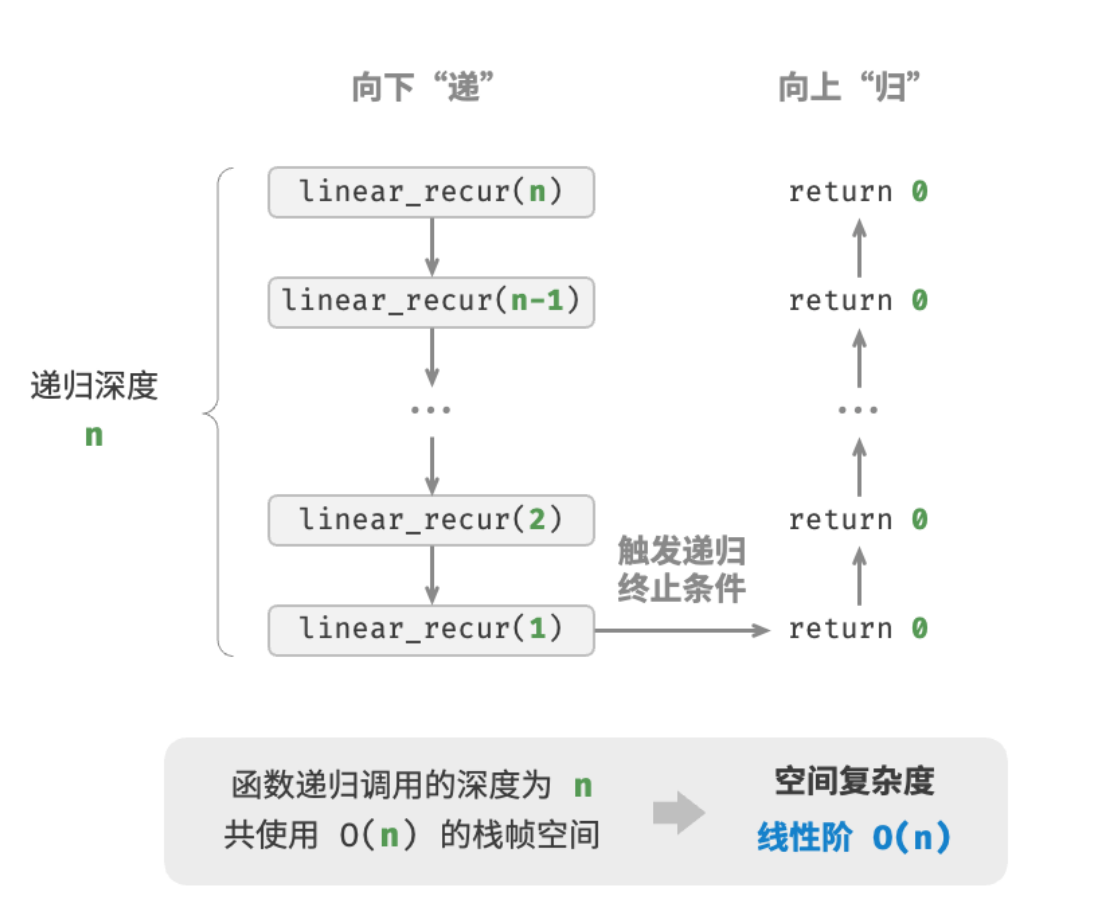 向下 “递”
向上 “归”
linear_recur(n)
return 0
linear_recur(n-1)
return 0
递归深度
n
...
...
linear_recur(2)
return 0
触发递归
终止条件
linear_recur(1)
return 0
函数递归调用的深度为 n
共使用 O(n) 的栈帧空间
空间复杂度
线性阶 O(n)